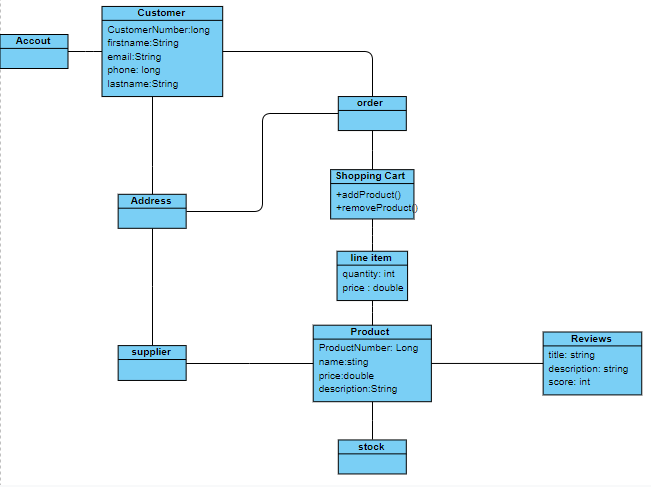 Customer
CustomerNumber:long
firstname:String
email:String
phone: long
lastname:String
Accout
order
Shopping Cart
+addProduct()
+removeProduct()
Address
line item
quantity: int
price : double
Product
ProductNumber: Long
name:sting
price:double
description:String
Reviews
title: string
description: string
score: int
supplier
stock